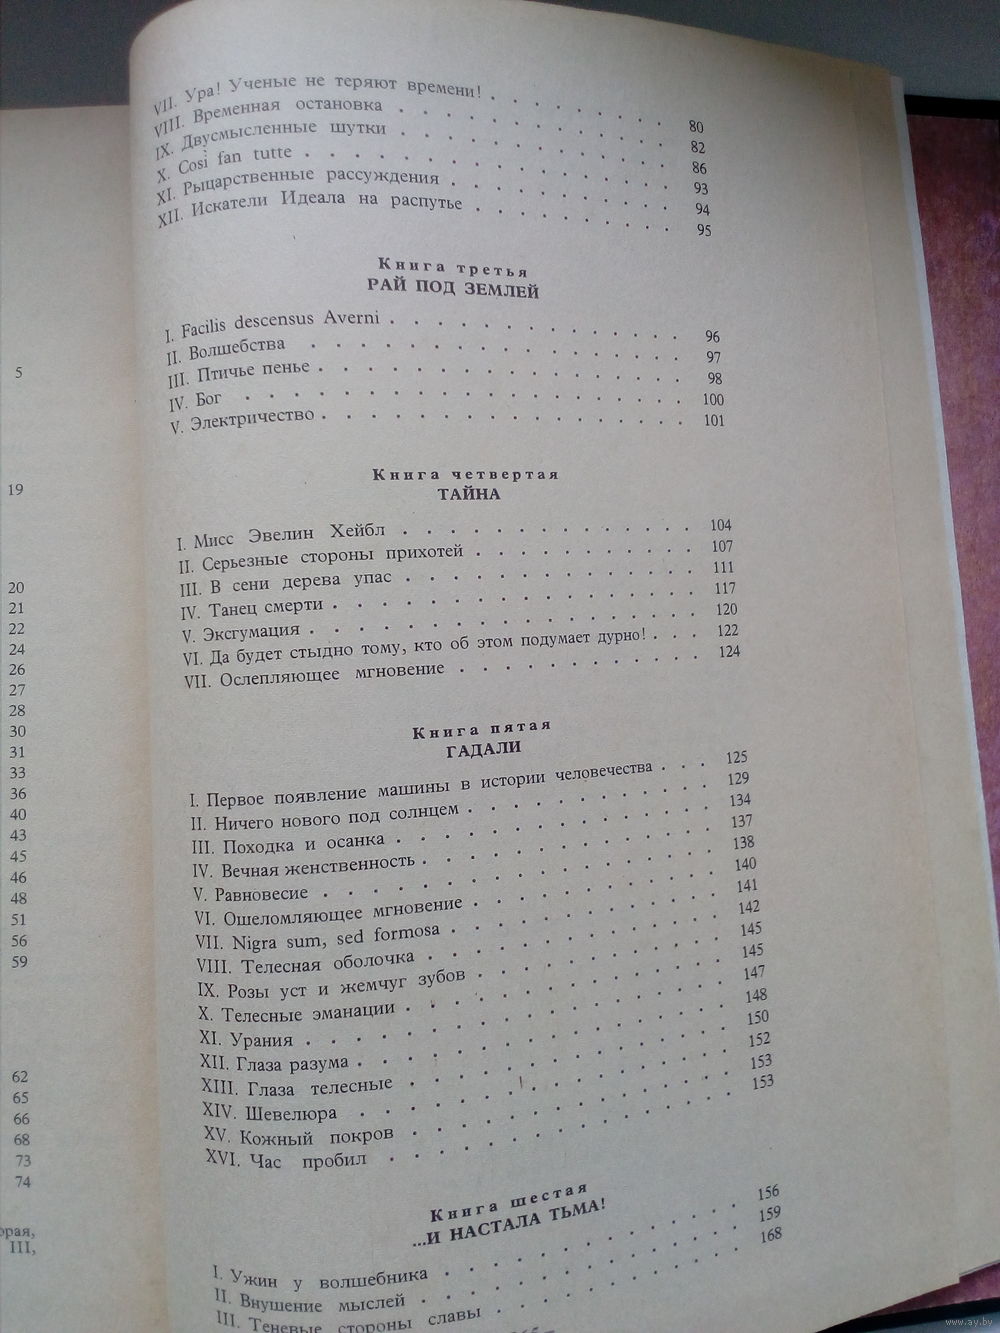 5
19
20
21
22
24
26
27
28
30
31
33
36
40
43
45
46
48
51
56
59
62
65
66
68
73
74
III,
VII. Ура! Ученые не теряют времени! 80
VIII. Временная остановка 82
IX. Двусмысленные шутки 86
X. Così fan tutte 93
XI. Рыцарственные рассуждения 94
XII. Искатели Идеала на распутье 95
Книга третья
РАЙ ПОД ЗЕМЛЕЙ
I. Facilis descensus Averni 96
II. Волшебства 97
III. Птичье пенье 98
IV. Бог 100
V. Электричество 101
Книга четвертая
ТАЙНА
I. Мисс Эвелин Хейбл 104
II. Серьезные стороны прихотей 107
III. В сени дерева упас 111
IV. Танец смерти 117
V. Эксгумация 120
VI. Да будет стыдно тому, кто об этом подумает дурно! 122
VII. Ослепляющее мгновение 124
Книга пятая
ГАДАЛИ
I. Первое появление машины в истории человечества 125
II. Ничего нового под солнцем 129
III. Походка и осанка 134
IV. Вечная женственность 137
V. Равновесие 138
VI. Ошеломляющее мгновение 140
VII. Nigra sum, sed formosa 141
VIII. Телесная оболочка 142
IX. Розы уст и жемчуг зубов 145
X. Телесные эманации 145
XI. Урания 147
XII. Глаза разума 148
XIII. Глаза телесные 150
XIV. Шевелюра 152
XV. Кожный покров 153
XVI. Час пробил 153
Книга шестая
...И НАСТАЛА ТЬМА!
I. Ужин у волшебника 156
II. Внушение мыслей 159
III. Теневые стороны славы 168
www.ay.by